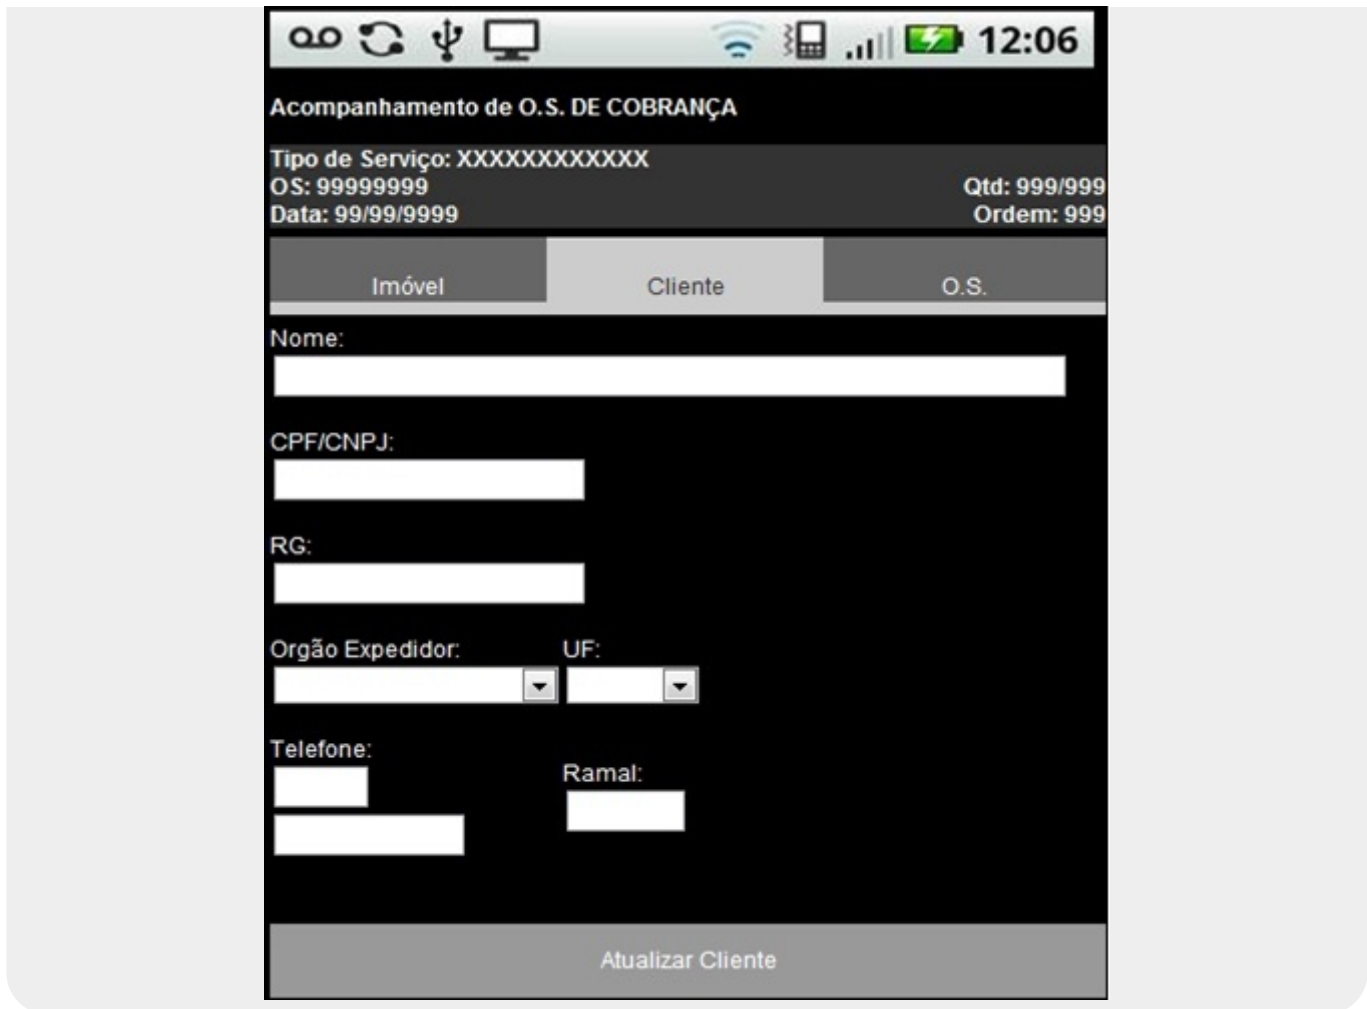 12:06
Acompanhamento de O.S. DE COBRANÇA
Tipo de Serviço: XXXXXXXXXXXX
OS: 99999999 Qtd: 999/999
Data: 99/99/9999 Ordem: 999
Imóvel Cliente O.S.
Nome:
CPF/CNPJ:
RG:
Orgão Expedidor: UF:
Telefone:
Ramal:
Atualizar Cliente